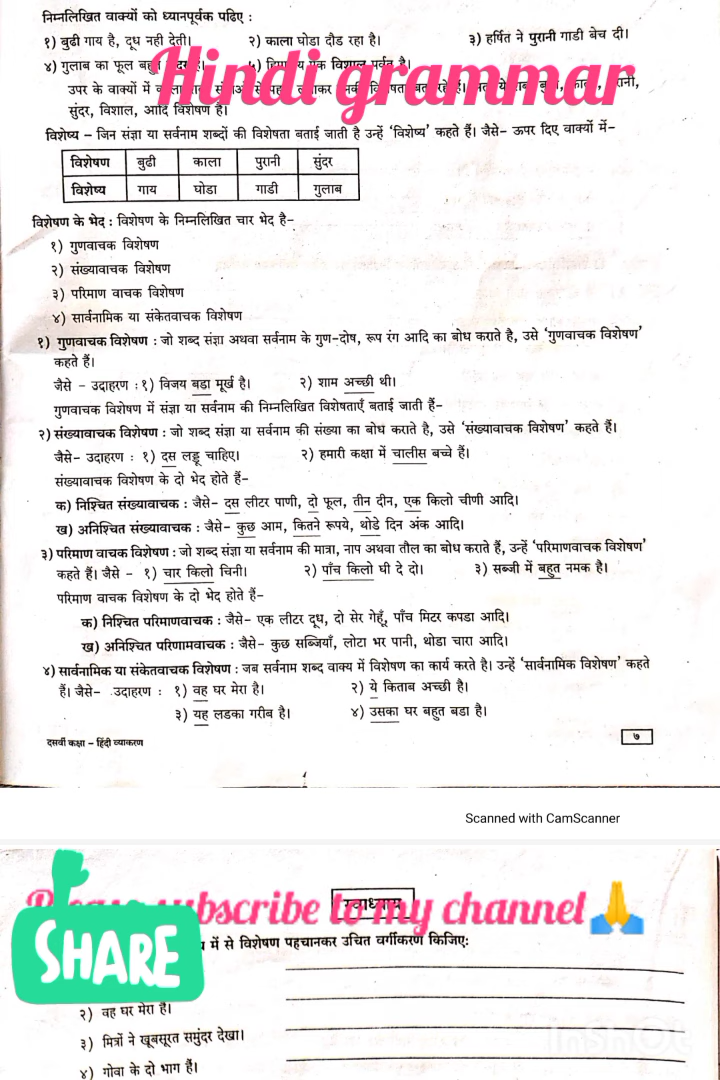 निम्नलिखित वाक्यों को ध्यानपूर्वक पढिए :
१) बुढी गाय है, दूध नही देती। २) काला घोडा दौड रहा है। ३) हर्षित ने पुरानी गाडी बेच दी।
Hindi grammar
४) गुलाब का फूल विशाल पर्वत है।
उपर के वाक्यों में
सुंदर, विशाल, आदि विशेषण है।
विशेष्य – जिन संज्ञा या सर्वनाम शब्दों की विशेषता बताई जाती है उन्हें 'विशेष्य' कहते हैं। जैसे– ऊपर दिए वाक्यों में–
विशेषण बुढी काला पुरानी सुंदर
विशेष्य गाय घोडा गाडी गुलाब
विशेषण के भेद : विशेषण के निम्नलिखित चार भेद है–
१) गुणवाचक विशेषण
२) संख्यावाचक विशेषण
३) परिमाण वाचक विशेषण
४) सार्वनामिक या संकेतवाचक विशेषण
१) गुणवाचक विशेषण : जो शब्द संज्ञा अथवा सर्वनाम के गुण–दोष, रूप रंग आदि का बोध कराते है, उसे 'गुणवाचक विशेषण'
कहते हैं।
जैसे – उदाहरण : १) विजय बडा मूर्ख है। २) शाम अच्छी थी।
गुणवाचक विशेषण में संज्ञा या सर्वनाम की निम्नलिखित विशेषताएँ बताई जाती हैं–
२) संख्यावाचक विशेषण : जो शब्द संज्ञा या सर्वनाम की संख्या का बोध कराते है, उसे 'संख्यावाचक विशेषण' कहते हैं।
जैसे– उदाहरण : १) दस लड्डू चाहिए। २) हमारी कक्षा में चालीस बच्चे हैं।
संख्यावाचक विशेषण के दो भेद होते हैं–
क) निश्चित संख्यावाचक : जैसे– दस लीटर पाणी, दो फूल, तीन दीन, एक किलो चीणी आदि।
ख) अनिश्चित संख्यावाचक : जैसे– कुछ आम, कितने रूपये, थोडे दिन अंक आदि।
३) परिमाण वाचक विशेषण : जो शब्द संज्ञा या सर्वनाम की मात्रा, नाप अथवा तौल का बोध कराते हैं, उन्हें 'परिमाणवाचक विशेषण'
कहते हैं। जैसे – १) चार किलो चिनी। २) पाँच किलो घी दे दो। ३) सब्जी में बहुत नमक है।
परिमाण वाचक विशेषण के दो भेद होते हैं–
क) निश्चित परिमाणवाचक : जैसे– एक लीटर दूध, दो सेर गेहूँ, पाँच मिटर कपडा आदि।
ख) अनिश्चित परिणामवाचक : जैसे– कुछ सब्जियाँ, लोटा भर पानी, थोडा चारा आदि।
४) सार्वनामिक या संकेतवाचक विशेषण : जब सर्वनाम शब्द वाक्य में विशेषण का कार्य करते है। उन्हें 'सार्वनामिक विशेषण' कहते
हैं। जैसे– उदाहरण : १) वह घर मेरा है। २) ये किताब अच्छी है।
३) यह लडका गरीब है। ४) उसका घर बहुत बडा है।
दसवीं कक्षा – हिंदी व्याकरण ७
Scanned with CamScanner
स्वाध्याय
Please subscribe to my channel 🙏
SHARE
में से विशेषण पहचानकर उचित वर्गीकरण किजिए:
२) वह घर मेरा है।
३) मित्रों ने खूबसूरत समुंदर देखा।
४) गोवा के दो भाग हैं।